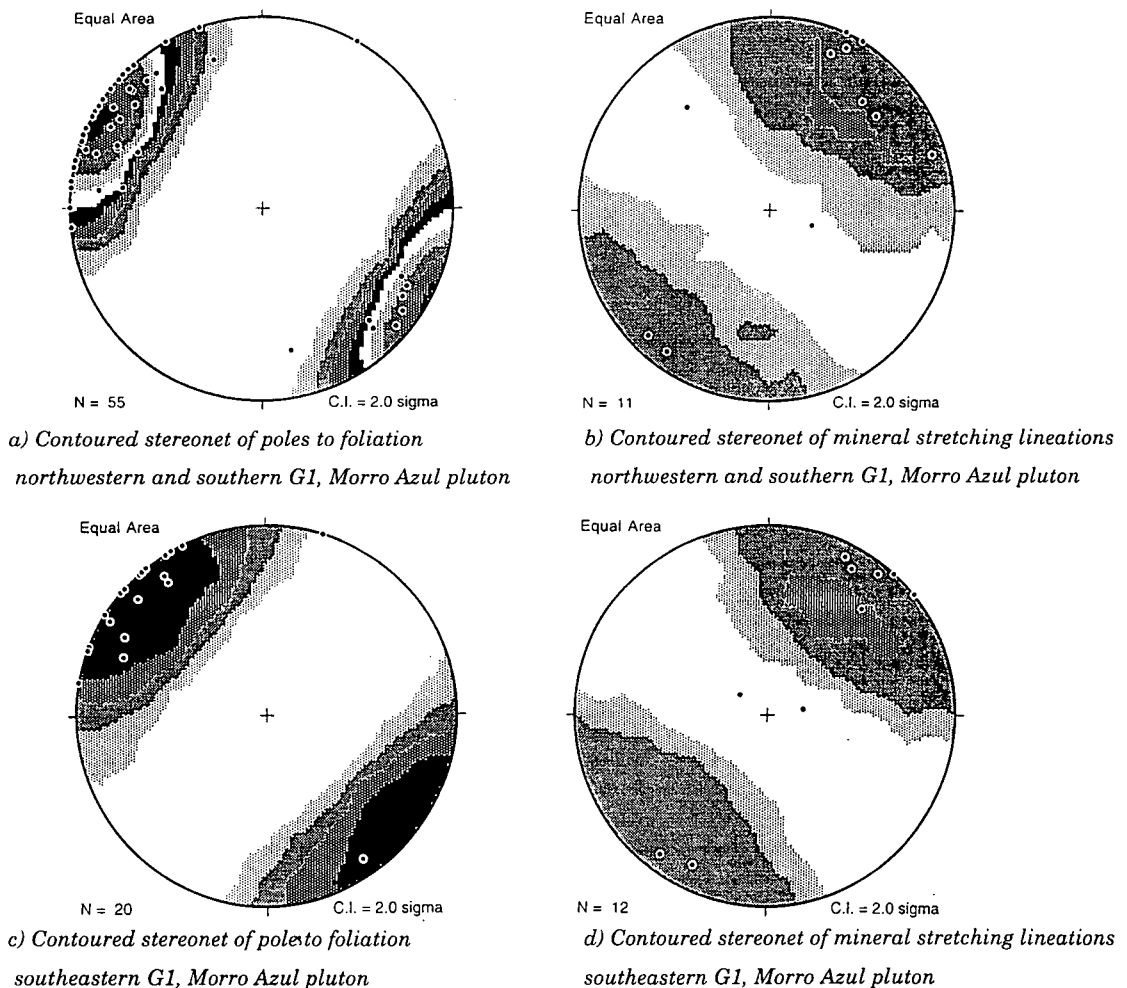 Equal Area
N = 55
C.I. = 2.0 sigma
a) Contoured stereonet of poles to foliation
northwestern and southern G1, Morro Azul pluton
Equal Area
N = 11
C.I. = 2.0 sigma
b) Contoured stereonet of mineral stretching lineations
northwestern and southern G1, Morro Azul pluton
Equal Area
N = 20
C.I. = 2.0 sigma
c) Contoured stereonet of pole to foliation
southeastern G1, Morro Azul pluton
Equal Area
N = 12
C.I. = 2.0 sigma
d) Contoured stereonet of mineral stretching lineations
southeastern G1, Morro Azul pluton